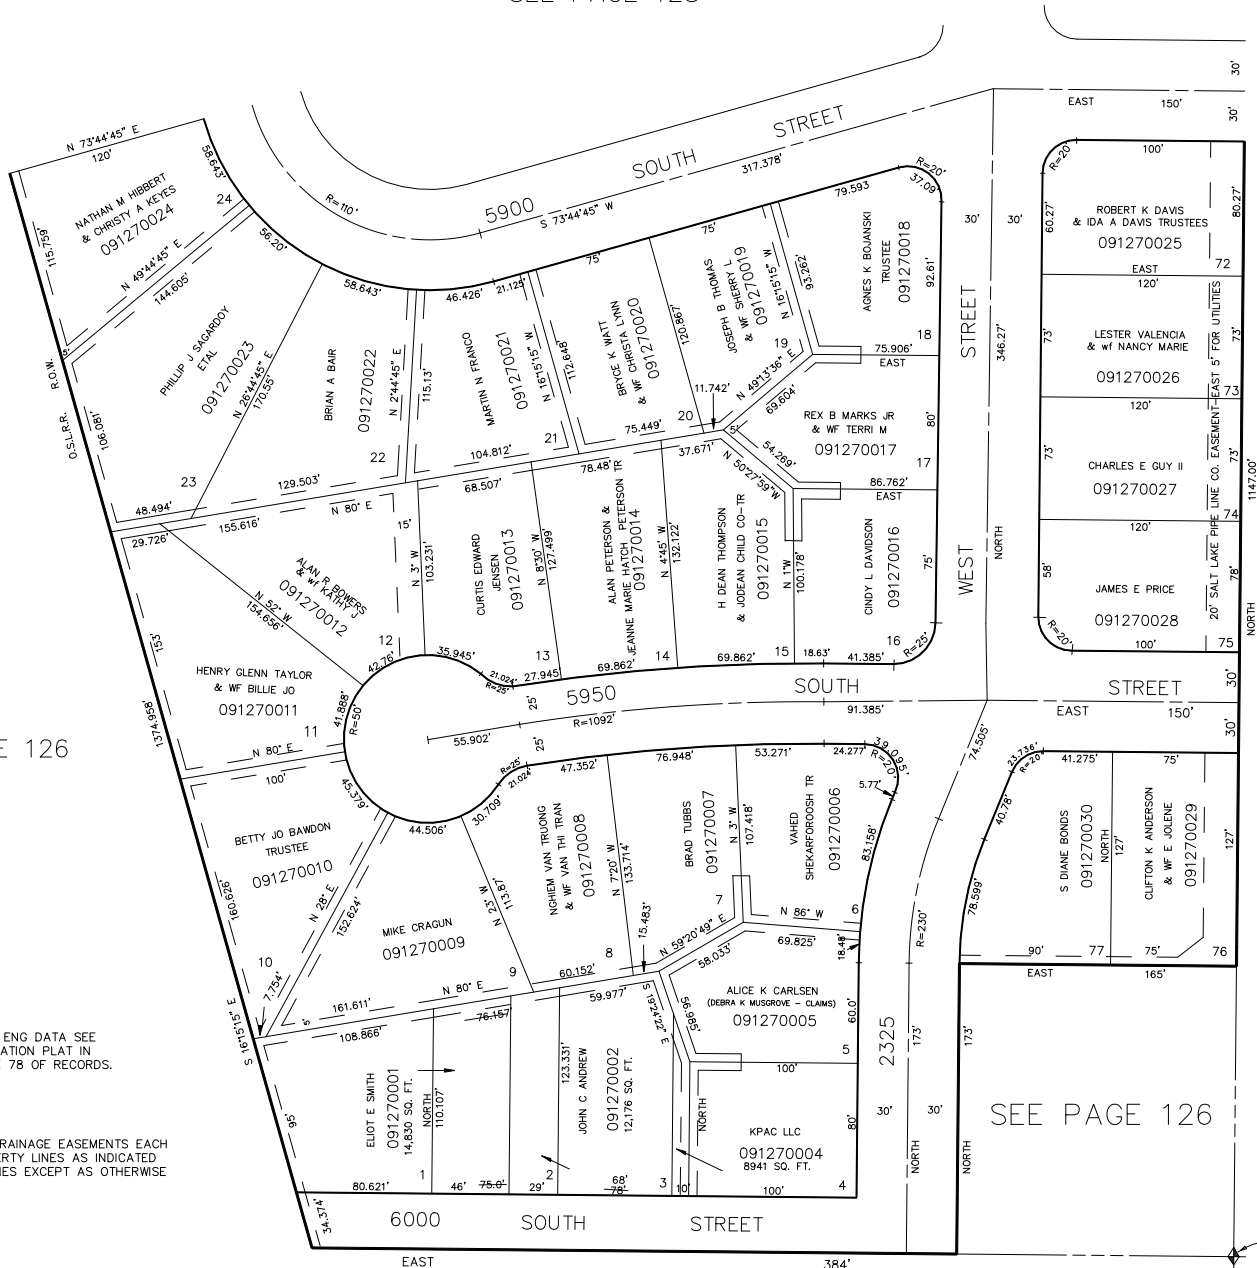 SEE PAGE 128
30'
EAST
150'
30'
N 73°44'45" E
120'
58.643'
R=110'
SOUTH
STREET
5900
S 73°44'45" W
317.378'
79.593
R=20'
37.09
R=20'
100'
80.27'
NATHAN M HIBBERT
& CHRISTY A KEYES
091270024
24
115.759'
N 49°44'45" E
144.605'
56.20'
58.643'
46.426'
21.125'
75'
75'
30'
30'
60.27'
ROBERT K DAVIS
& IDA A DAVIS TRUSTEES
091270025
72
EAST
120'
PHILLIP J SAGARDOY
ETAL
091270023
N 26°44'45" E
170.55'
23
BRIAN A BAIR
091270022
22
N 2°44'45" E
115.13'
MARTIN N FRANCO
091270021
21
N 16°15'15" W
112.648'
BRYCE K WATT
& WF CHRISTA LYNN
091270020
20
120.867'
JOSEPH B THOMAS
& WF SHERRY L
091270019
19
N 16°15'15" W
93.262'
AGNES K BOJANSKI
TRUSTEE
091270018
18
92.61'
75.906'
EAST
WEST
STREET
346.27'
NORTH
LESTER VALENCIA
& wf NANCY MARIE
091270026
73'
73'
73
120'
CHARLES E GUY II
091270027
73'
73'
74
120'
JAMES E PRICE
091270028
58'
78'
75
R=20'
100'
20' SALT LAKE PIPE LINE CO. EASEMENT-EAST 5' FOR UTILITIES
1147.00'
NORTH
O.S.L.R.R.
R.O.W.
5'
106.081'
48.494'
29.726'
129.503'
155.616'
N 80° E
104.812'
68.507'
75.449'
78.48'
37.671'
11.742'
N 49°13'36" E
69.604'
5'
54.269'
N 50°27'59"W
REX B MARKS JR
& WF TERRI M
091270017
17
80'
86.762'
EAST
15'
N 3° W
103.231'
CURTIS EDWARD
JENSEN
091270013
13
N 8°30' W
127.499'
ALAN PETERSON &
JEANNE MARIE HATCH PETERSON TR
091270014
14
N 4°45' W
132.122'
H DEAN THOMPSON
& JODEAN CHILD CO-TR
091270015
15
N 1°W
100.178'
CINDY L DAVIDSON
091270016
16
75'
R=25'
ALAN R BOWERS
& wf KATHY J
091270012
12
N 52° W
154.656'
42.76'
35.945'
21.024'
R=25'
27.945
69.862'
69.862'
18.63'
41.385'
153'
HENRY GLENN TAYLOR
& WF BILLIE JO
091270011
11
41.888'
R=50'
N 80° E
100'
1374.958'
25'
25'
5950
SOUTH
STREET
55.902'
R=1092'
91.385'
EAST
150'
30'
30'
E 126
74.505'
45.379'
44.506'
30.709'
R=25'
21.024'
47.352'
76.948'
53.271'
24.277'
39.095'
R=20'
5.77'
23.736'
R=20'
41.275'
75'
BETTY JO BAWDON
TRUSTEE
091270010
10
160.626'
N 28° E
152.624'
7.754'
MIKE CRAGUN
091270009
9
N 23° W
113.87'
NGHIEM VAN TRUONG
& WF VAN THI TRAN
091270008
8
N 7°20' W
133.714'
BRAD TUBBS
091270007
7
N 3° W
107.418'
VAHED
SHEKARFOROOSH TR
091270006
6
83.158'
40.78'
78.599'
R=230'
S DIANE BONDS
091270030
NORTH
127'
CLIFTON K ANDERSON
& WF E JOLENE
091270029
127'
90'
77
75'
76
EAST
165'
15.483'
N 59°20'49" E
58.033'
N 86° W
69.825'
18.48'
161.611'
N 80° E
60.152'
5'
108.866'
76.157
59.977'
S 19°24'22" E
56.985'
ALICE K CARLSEN
(DEBRA K MUSGROVE - CLAIMS)
091270005
5
60.0'
100'
2325
173'
173'
S 16°15'15" E
ENG DATA SEE
ATION PLAT IN
78 OF RECORDS.
ELIOT E SMITH
091270001
14,830 SQ. FT.
1
NORTH
110.107'
123.331'
JOHN C ANDREW
091270002
12,176 SQ. FT.
2
3
NORTH
KPAC LLC
091270004
8941 SQ. FT.
4
80'
30'
30'
SEE PAGE 126
95'
RAINAGE EASEMENTS EACH
ERTY LINES AS INDICATED
ES EXCEPT AS OTHERWISE
NORTH
NORTH
80.621'
46'
75.0'
29'
68'
78'
10'
100'
34.374'
6000
SOUTH
STREET
EAST
384'